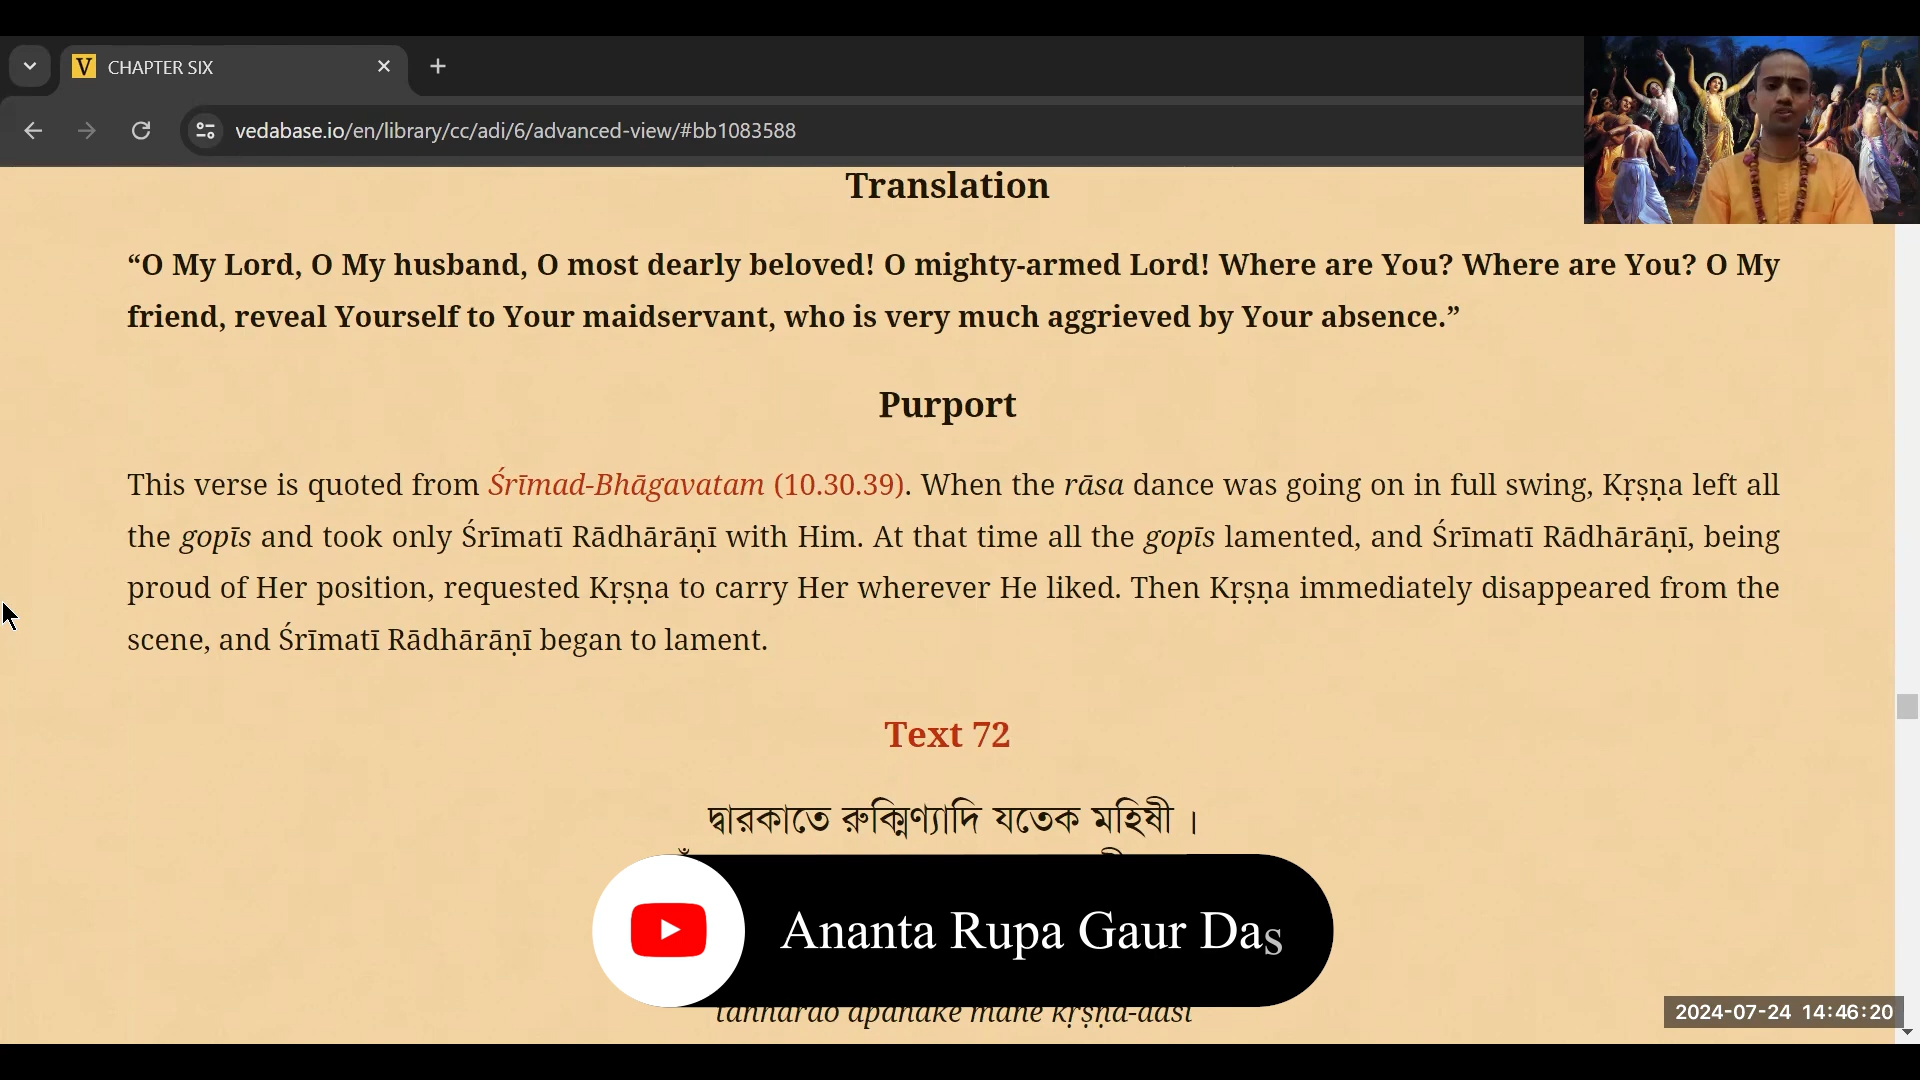 CHAPTER SIX
vedabase.io/en/library/cc/adi/6/advanced-view/#bb1083588
Translation
“O My Lord, O My husband, O most dearly beloved! O mighty-armed Lord! Where are You? Where are You? O My
friend, reveal Yourself to Your maidservant, who is very much aggrieved by Your absence.”
Purport
This verse is quoted from Śrīmad-Bhāgavatam (10.30.39). When the rāsa dance was going on in full swing, Kṛṣṇa left all
the gopīs and took only Śrīmatī Rādhārāṇī with Him. At that time all the gopīs lamented, and Śrīmatī Rādhārāṇī, being
proud of Her position, requested Kṛṣṇa to carry Her wherever He liked. Then Kṛṣṇa immediately disappeared from the
scene, and Śrīmatī Rādhārāṇī began to lament.
Text 72
দ্বারকাতে রুক্মিণ্যাদি যতেক মহিষী ।
Ananta Rupa Gaur Das
tāṅhārāo āpanāke māne kṛṣṇa-dāsī
2024-07-24 14:46:20